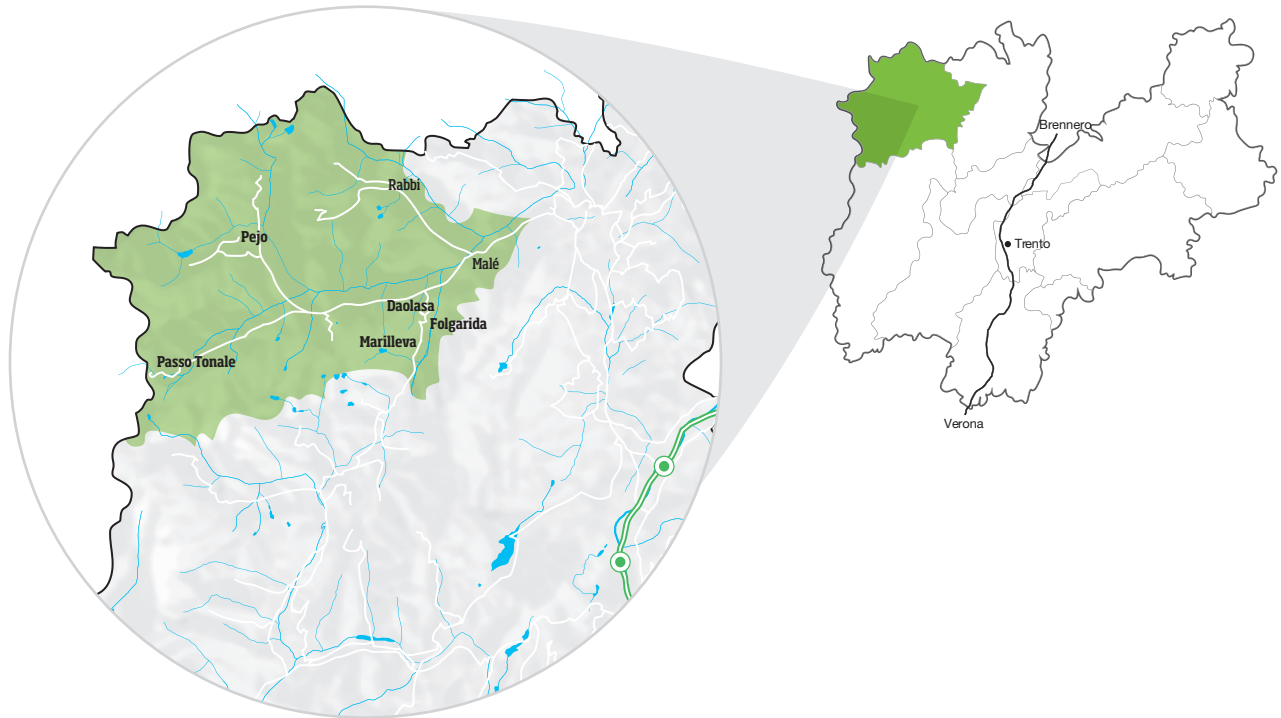 Rabbi
Pejo
Malé
Daolasa
Folgarida
Marilleva
Passo Tonale
Brennero
Trento
Verona